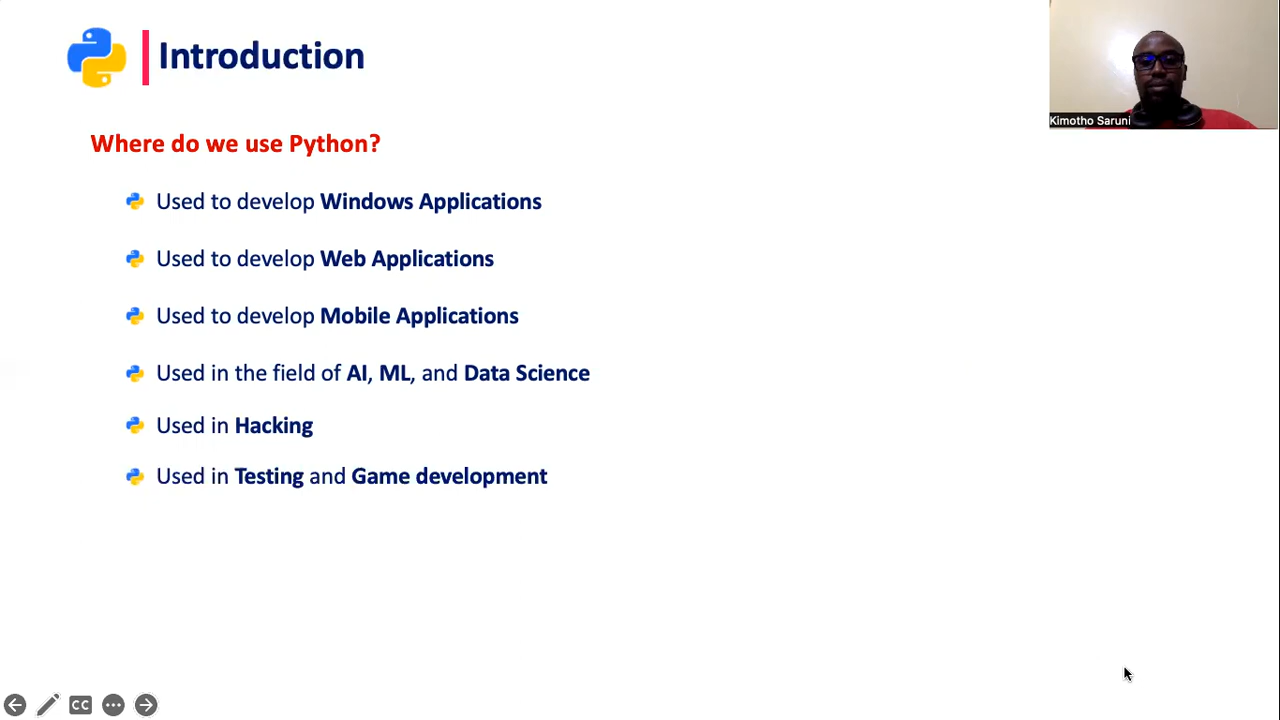 Introduction
Kimotho Saruni
Where do we use Python?
Used to develop Windows Applications
Used to develop Web Applications
Used to develop Mobile Applications
Used in the field of AI, ML, and Data Science
Used in Hacking
Used in Testing and Game development
CC